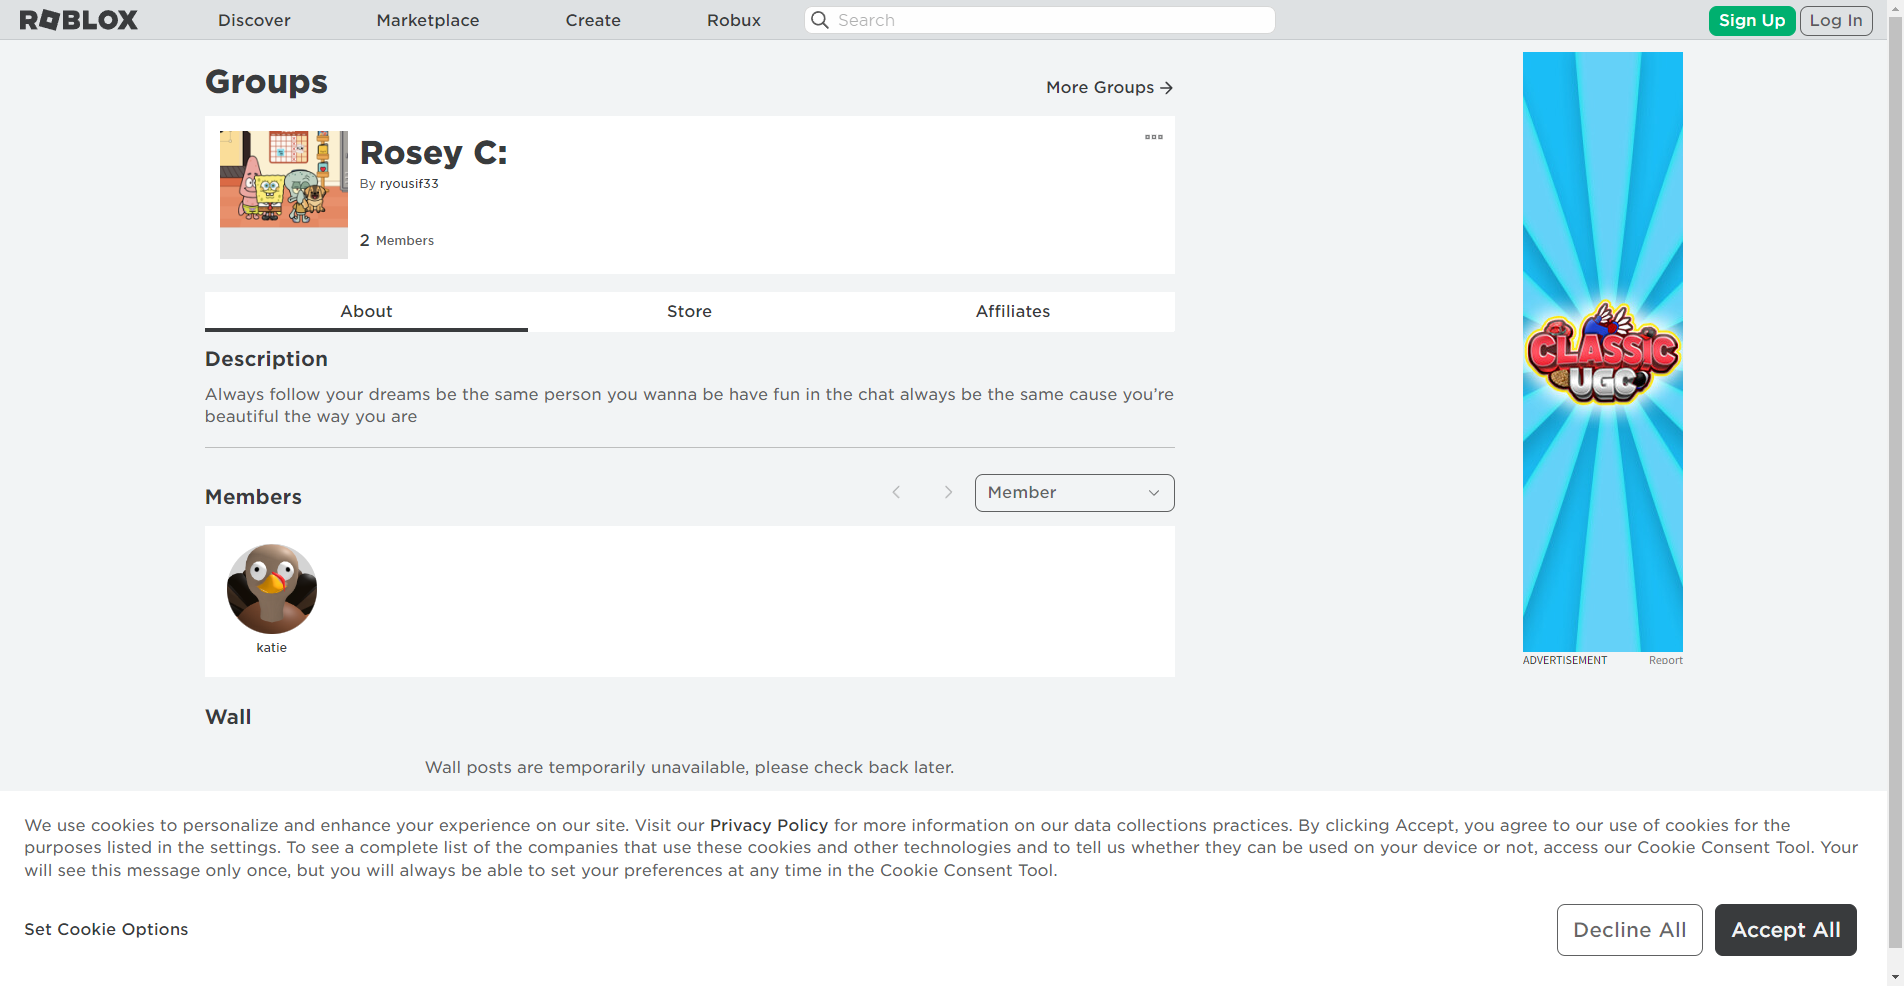 ROBLOX
Discover
Marketplace
Create
Robux
Search
Sign Up
Log In
Groups
More Groups
Rosey C:
By ryousif33
2 Members
About
Store
Affiliates
Description
Always follow your dreams be the same person you wanna be have fun in the chat always be the same cause you’re
beautiful the way you are
Members
Member
katie
Wall
Wall posts are temporarily unavailable, please check back later.
CLASSIC
UGC
ADVERTISEMENT
Report
We use cookies to personalize and enhance your experience on our site. Visit our Privacy Policy for more information on our data collections practices. By clicking Accept, you agree to our use of cookies for the
purposes listed in the settings. To see a complete list of the companies that use these cookies and other technologies and to tell us whether they can be used on your device or not, access our Cookie Consent Tool. Your
will see this message only once, but you will always be able to set your preferences at any time in the Cookie Consent Tool.
Set Cookie Options
Decline All
Accept All